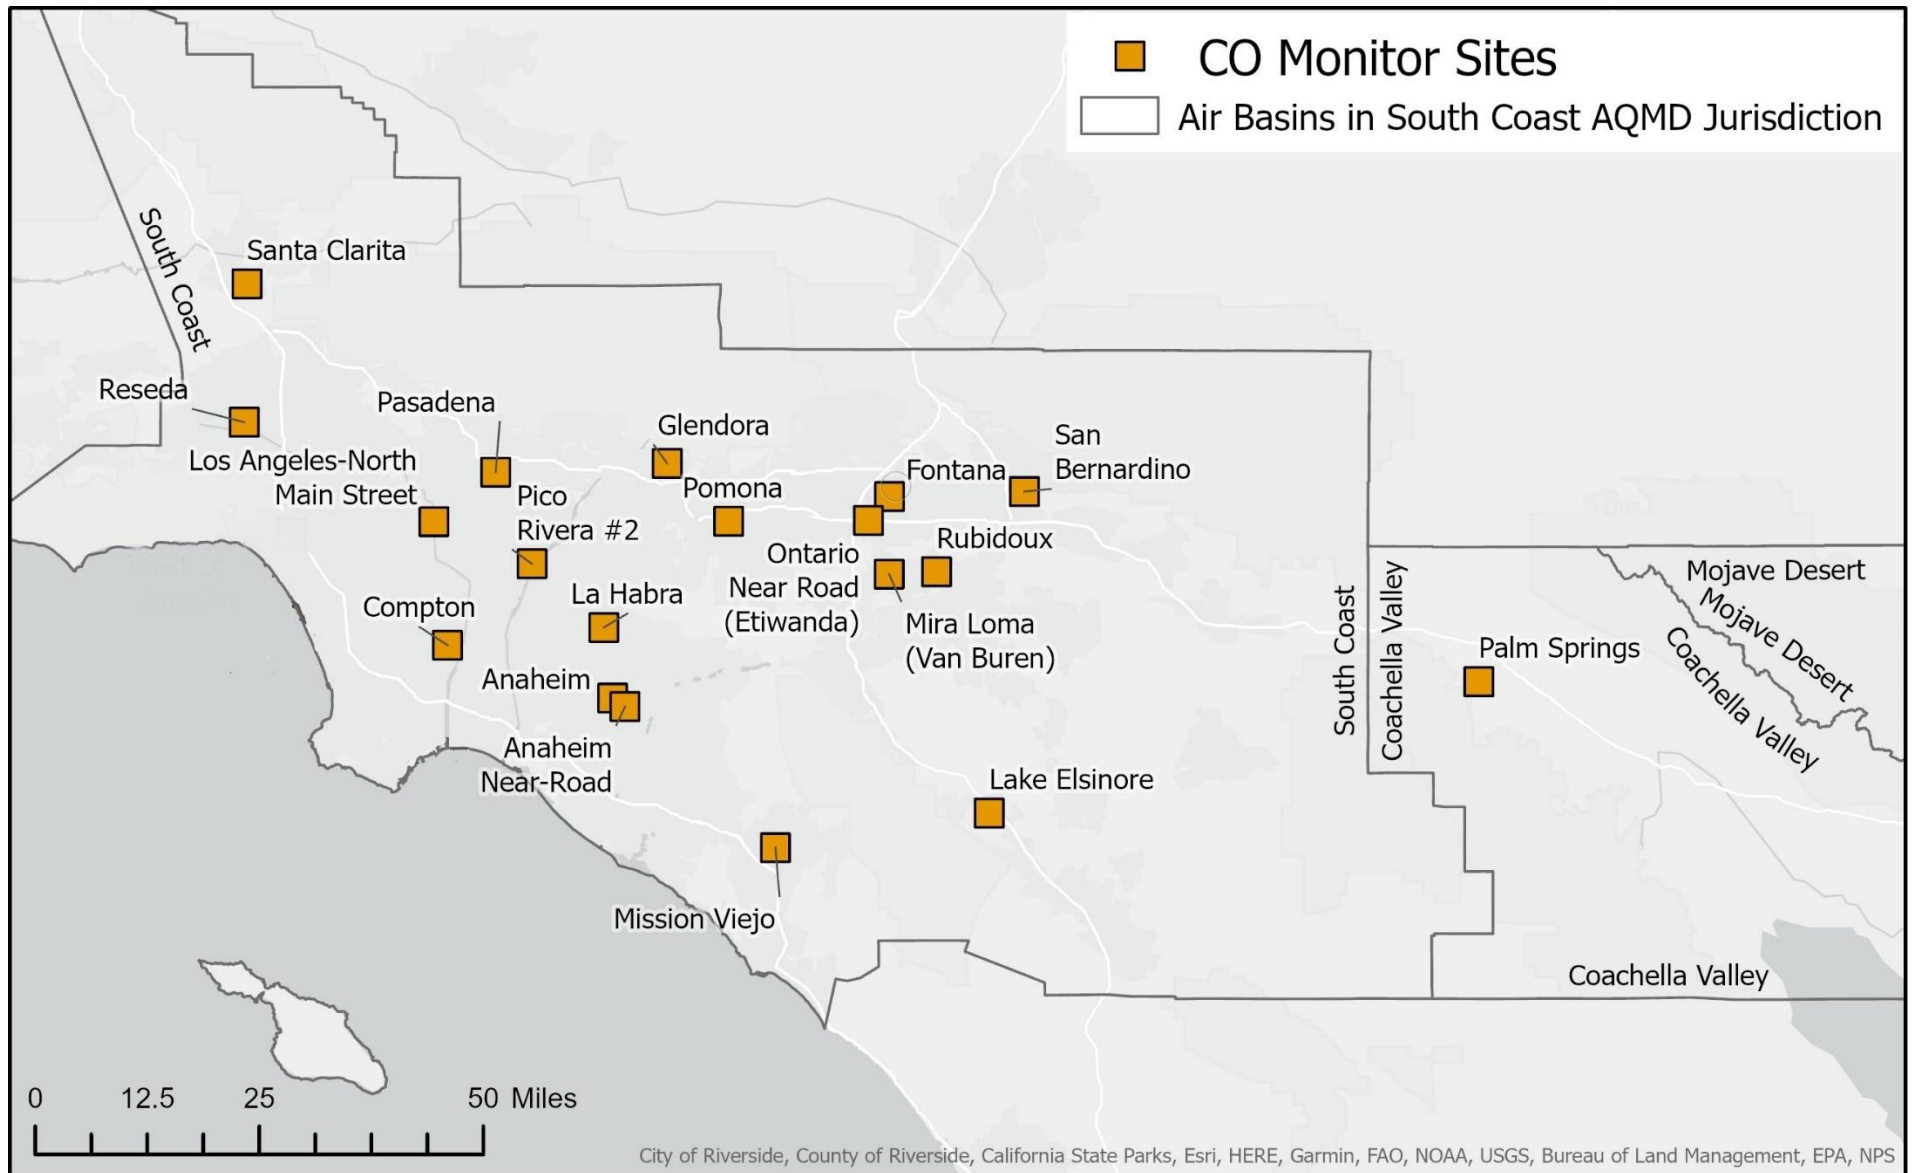 CO Monitor Sites
Air Basins in South Coast AQMD Jurisdiction
South Coast
Santa Clarita
Reseda
Pasadena
Glendora
San
Bernardino
Los Angeles-North
Main Street
Fontana
Pomona
Pico
Rivera #2
Rubidoux
Ontario
Near Road
(Etiwanda)
La Habra
Compton
Mira Loma
(Van Buren)
South Coast
Coachella Valley
Mojave Desert
Mojave Desert
Coachella Valley
Palm Springs
Anaheim
Anaheim
Near-Road
Lake Elsinore
Mission Viejo
Coachella Valley
0 12.5 25 50 Miles
City of Riverside, County of Riverside, California State Parks, Esri, HERE, Garmin, FAO, NOAA, USGS, Bureau of Land Management, EPA, NPS